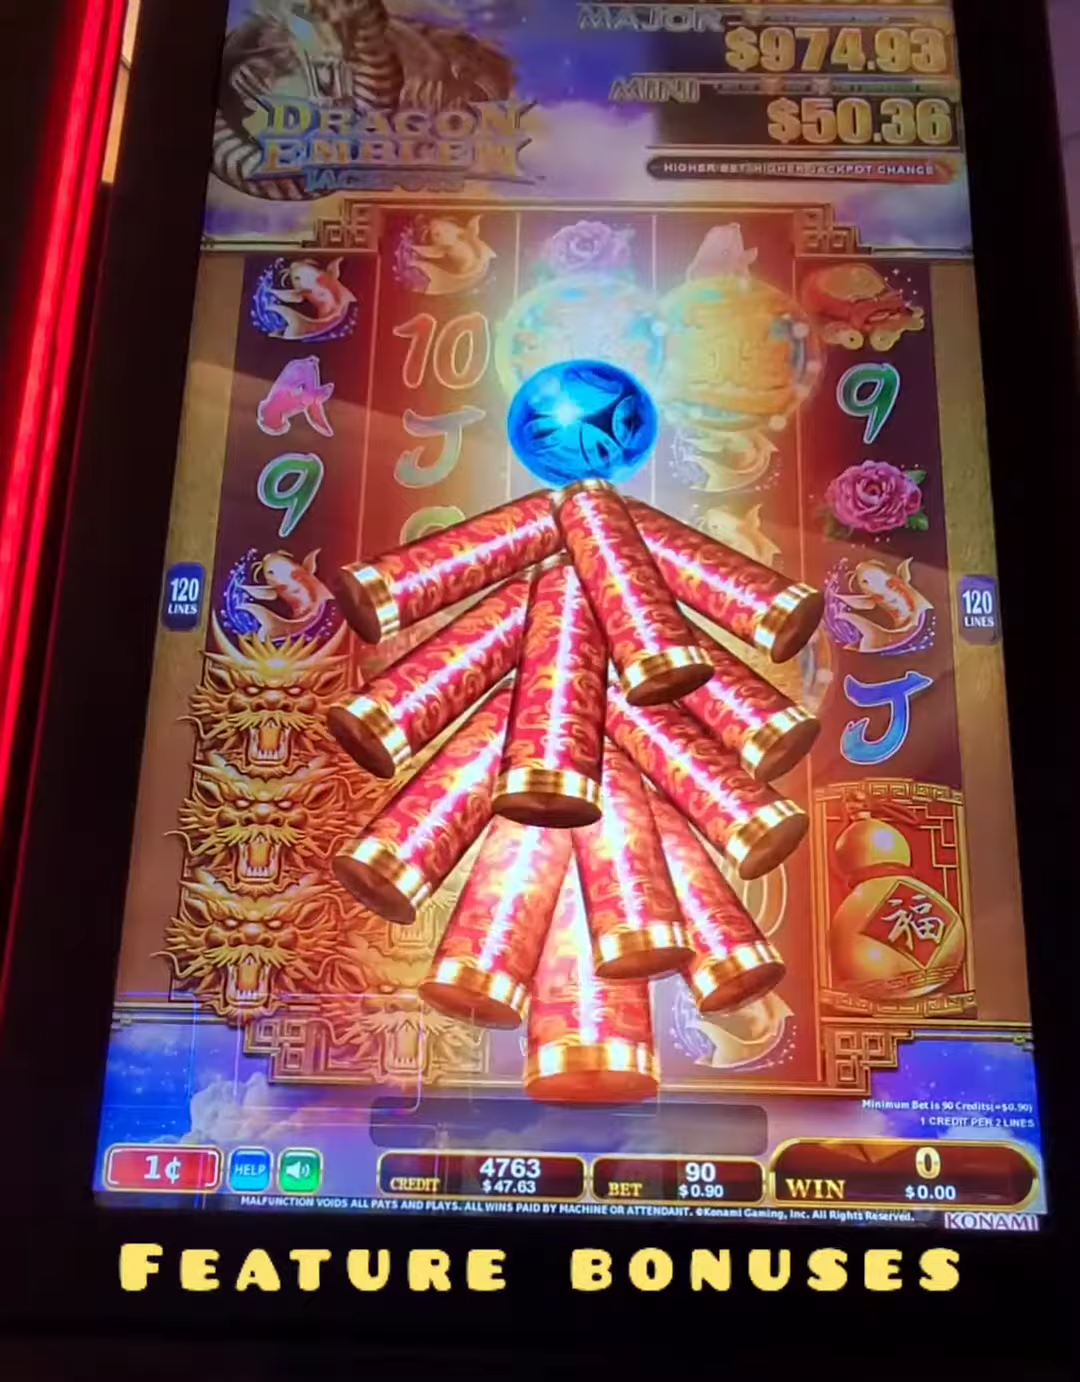 MAJOR
$974.93
MINI
$50.36
DRAGON
EMBLEM
JACKPOTS
HIGHER BET, HIGHER JACKPOT CHANCE
10
A
J
9
9
120
LINES
120
LINES
J
福
Minimum Bet is 90 Credits(=$0.90)
1 CREDIT PER 2 LINES
1¢
HELP
CREDIT
4763
$47.63
BET
90
$0.90
WIN
0
$0.00
MALFUNCTION VOIDS ALL PAYS AND PLAYS. ALL WINS PAID BY MACHINE OR ATTENDANT. ©Konami Gaming, Inc. All Rights Reserved.
KONAMI
FEATURE BONUSES